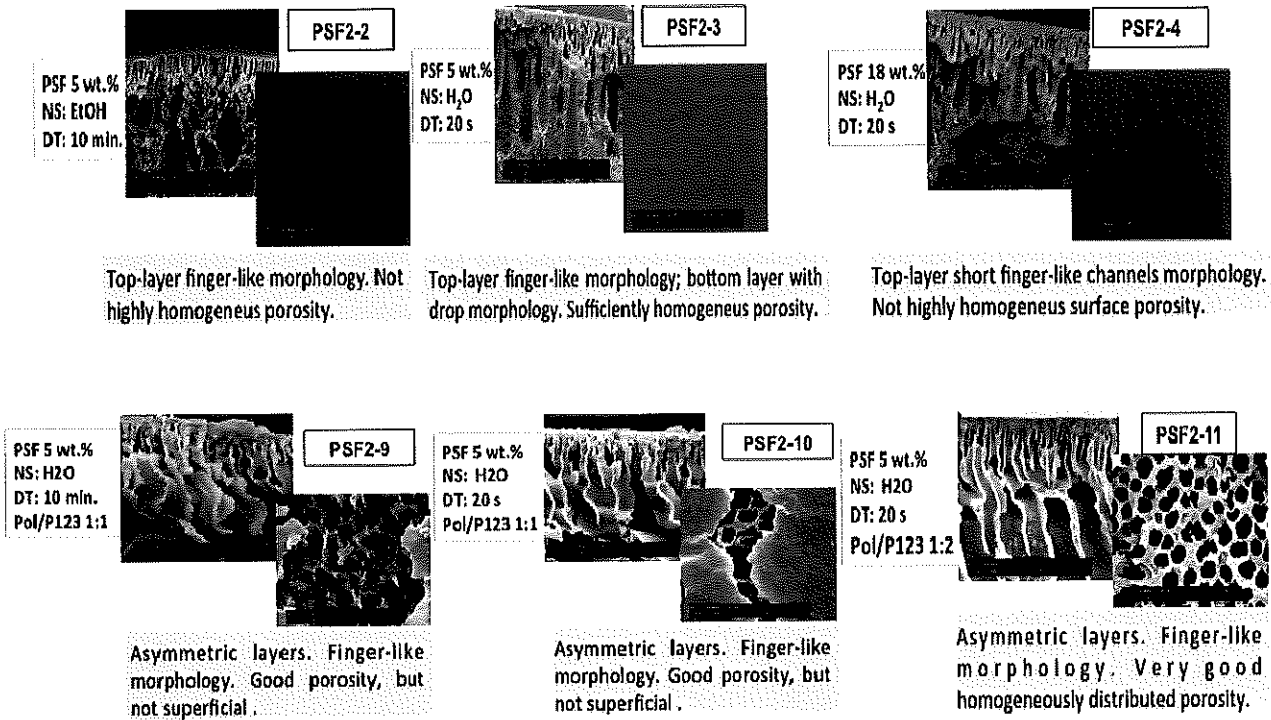 PSF2-2
PSF 5 wt.%
NS: EtOH
DT: 10 min.
Top-layer finger-like morphology. Not
highly homogeneus porosity.
PSF2-3
PSF 5 wt.%
NS: H₂O
DT: 20 s
Top-layer finger-like morphology; bottom layer with
drop morphology. Sufficiently homogeneus porosity.
PSF2-4
PSF 18 wt.%
NS: H₂O
DT: 20 s
Top-layer short finger-like channels morphology.
Not highly homogeneus surface porosity.
PSF2-9
PSF 5 wt.%
NS: H2O
DT: 10 min.
Pol/P123 1:1
Asymmetric layers. Finger-like
morphology. Good porosity, but
not superficial .
PSF2-10
PSF 5 wt.%
NS: H2O
DT: 20 s
Pol/P123 1:1
Asymmetric layers. Finger-like
morphology. Good porosity, but
not superficial .
PSF2-11
PSF 5 wt.%
NS: H2O
DT: 20 s
Pol/P123 1:2
Asymmetric layers. Finger-like
morphology. Very good
homogeneously distributed porosity.